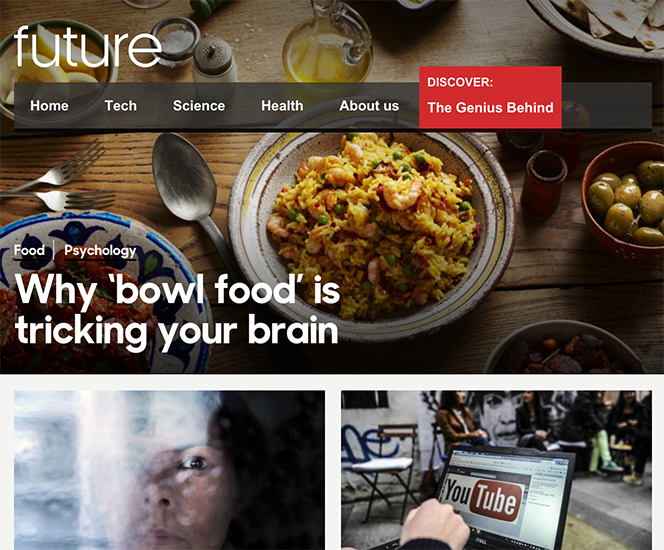 future
Home Tech Science Health About us
DISCOVER:
The Genius Behind
Food Psychology
Why ‘bowl food’ is
tricking your brain
YouTube
DELL